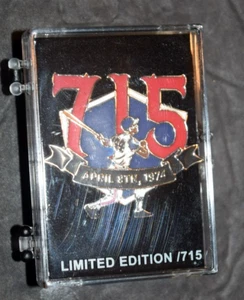 715
APRIL 8TH, 1974
LIMITED EDITION /715